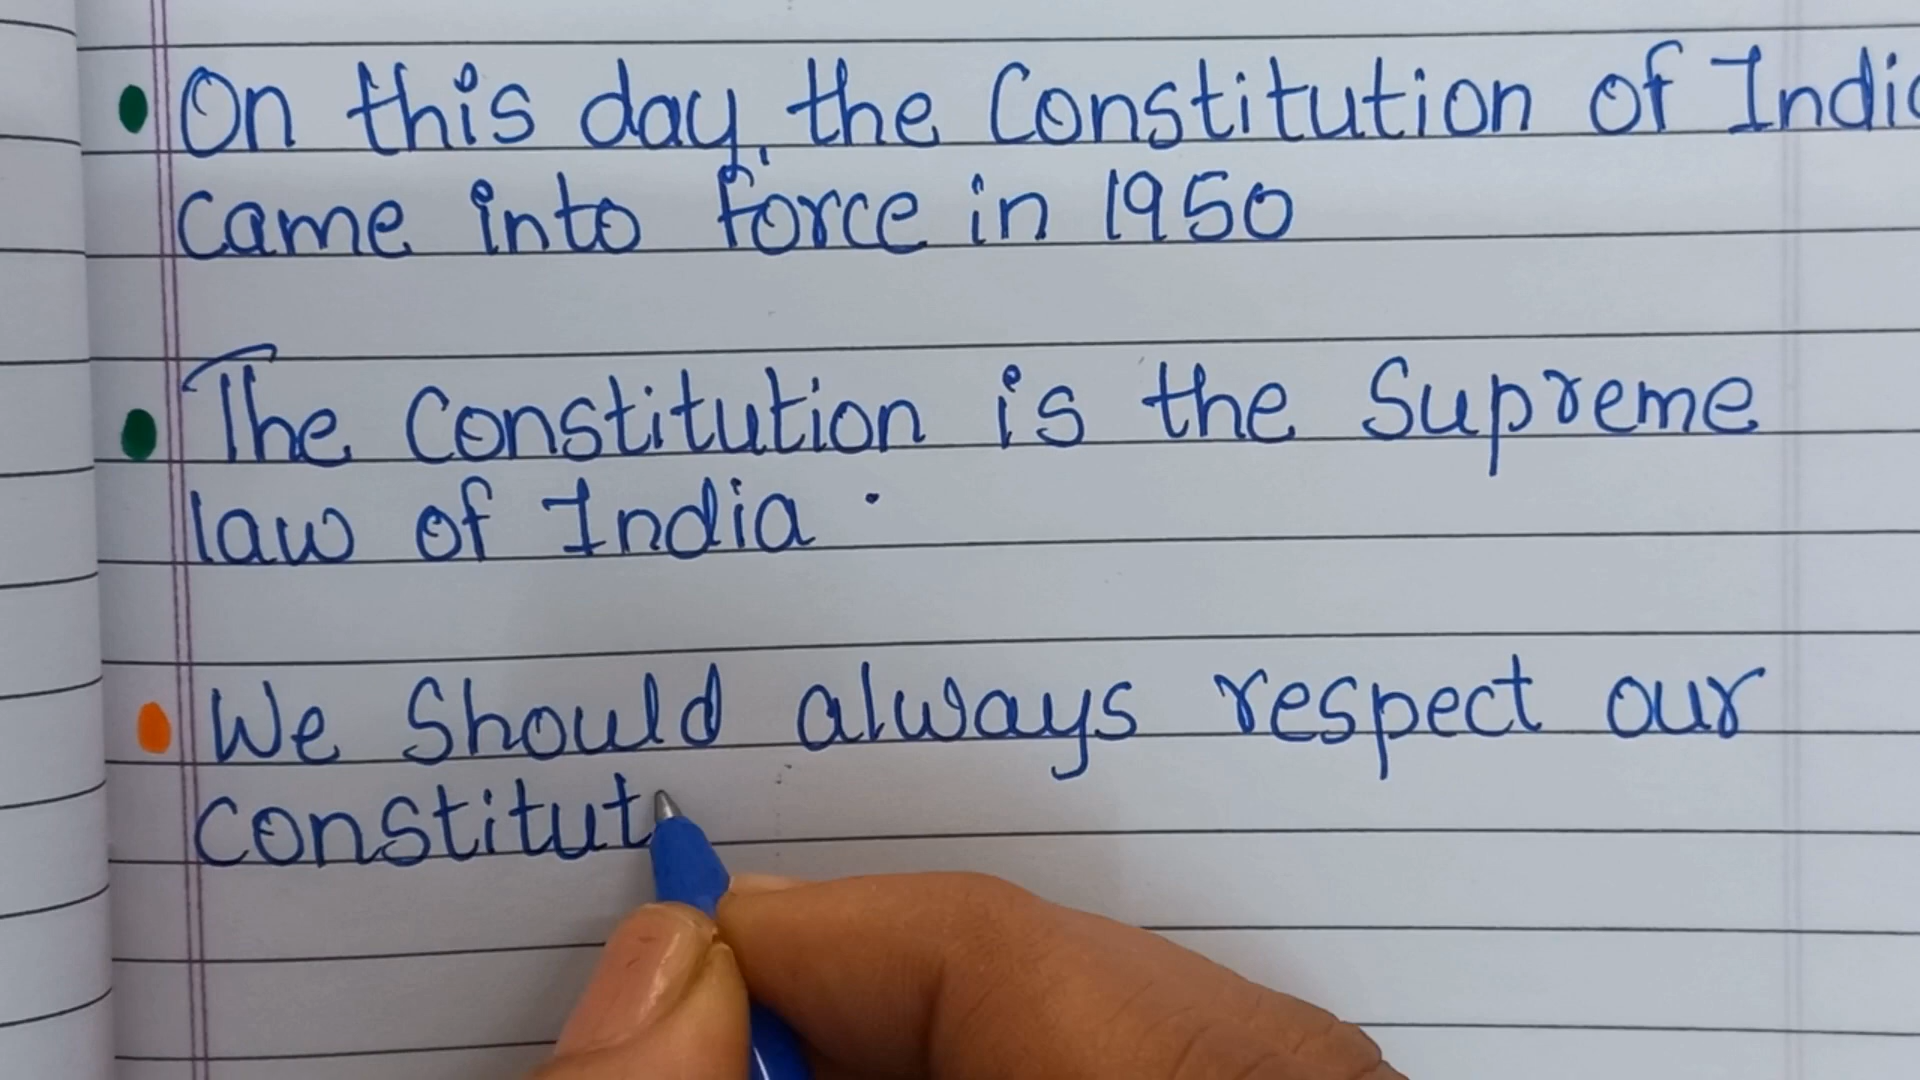 • On this day, the Constitution of Indi
came into force in 1950
• The Constitution is the Supreme
law of India.
• We Should always respect our
constitut